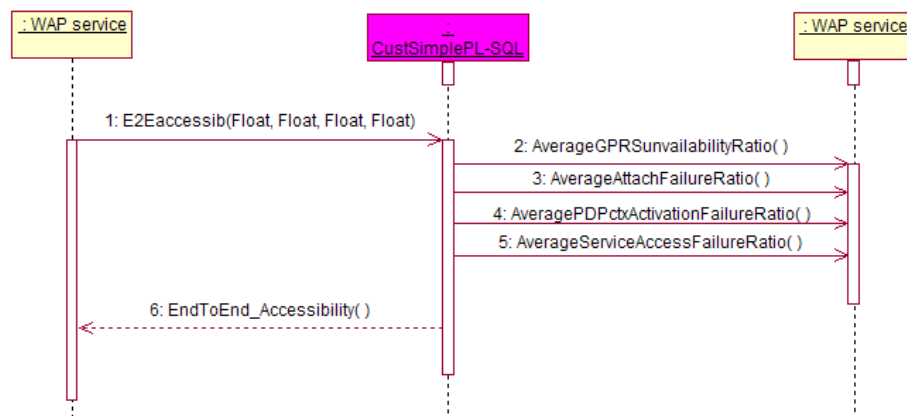 : WAP service
:
CustSimplePL-SQL
: WAP service
1: E2Eaccessib(Float, Float, Float, Float)
2: AverageGPRSunvailabilityRatio( )
3: AverageAttachFailureRatio( )
4: AveragePDPctxActivationFailureRatio( )
5: AverageServiceAccessFailureRatio( )
6: EndToEnd_Accessibility( )